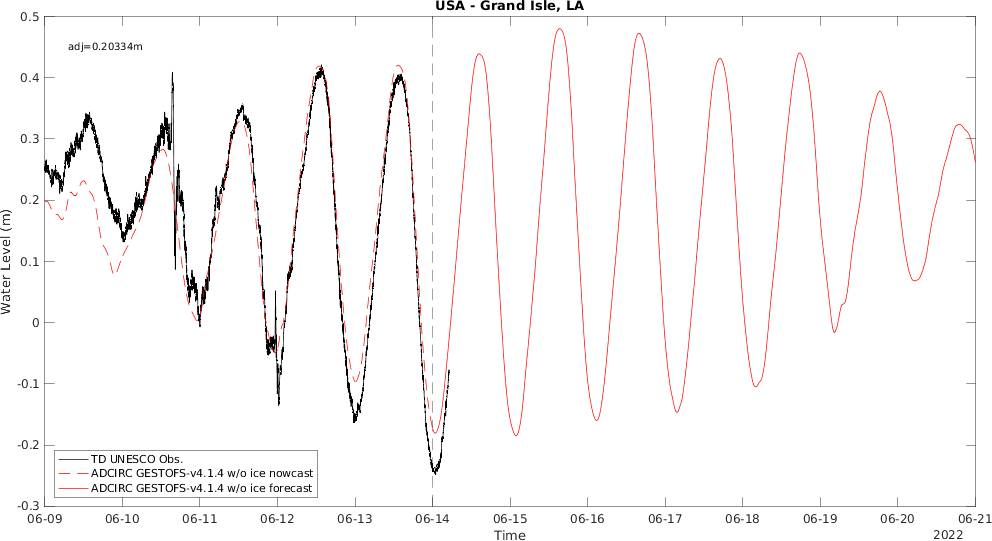 USA - Grand Isle, LA
adj=0.20334m
0.5
0.4
0.3
0.2
0.1
0
-0.1
-0.2
-0.3
Water Level (m)
TD UNESCO Obs.
ADCIRC GESTOFS-v4.1.4 w/o ice nowcast
ADCIRC GESTOFS-v4.1.4 w/o ice forecast
06-09 06-10 06-11 06-12 06-13 06-14 06-15 06-16 06-17 06-18 06-19 06-20 06-21
Time
2022